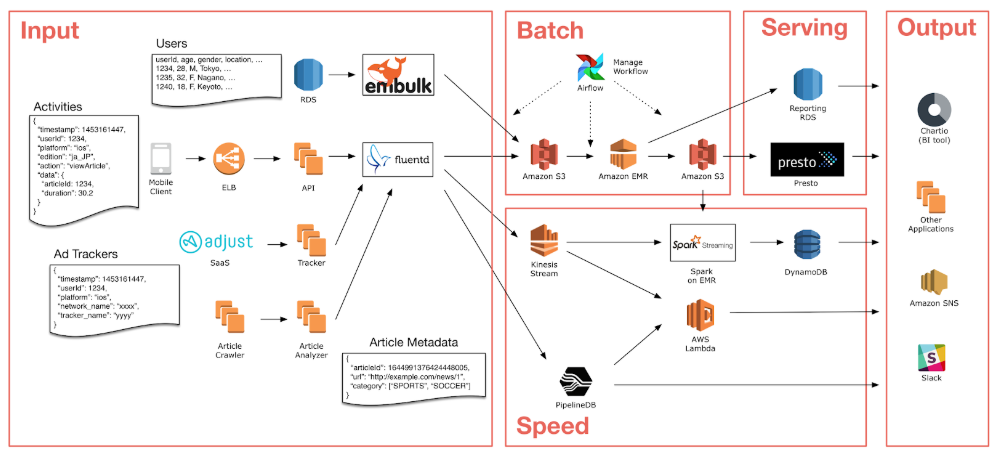 Input
Users
userId, age, gender, location, ...
1234, 28, M, Tokyo, ...
1235, 32, F, Nagano, ...
1240, 18, F, Keyoto, ...
RDS
embulk
Activities
{
"timestamp": 1453161447,
"userId": 1234,
"platform": "ios",
"edition": "ja_JP",
"action": "viewArticle",
"data": {
"articleId: 1234,
"duration": 30.2
}
}
Mobile
Client
ELB
API
fluentd
adjust
SaaS
Tracker
Ad Trackers
{
"timestamp": 1453161447,
"userId": 1234,
"platform": "ios",
"network_name": "xxxx",
"tracker_name": "yyyy"
}
Article
Crawler
Article
Analyzer
Article Metadata
{
"articleId": 1644991376424448005,
"url": "http://example.com/news/1",
"category": ["SPORTS", "SOCCER"]
}
Batch
Manage
Workflow
Airflow
Amazon S3
Amazon EMR
Amazon S3
Serving
Reporting
RDS
presto
Presto
Kinesis
Stream
Spark Streaming
Spark
on EMR
DynamoDB
AWS
Lambda
PipelineDB
Speed
Output
Chartio
(BI tool)
Other
Applications
Amazon SNS
S
Slack